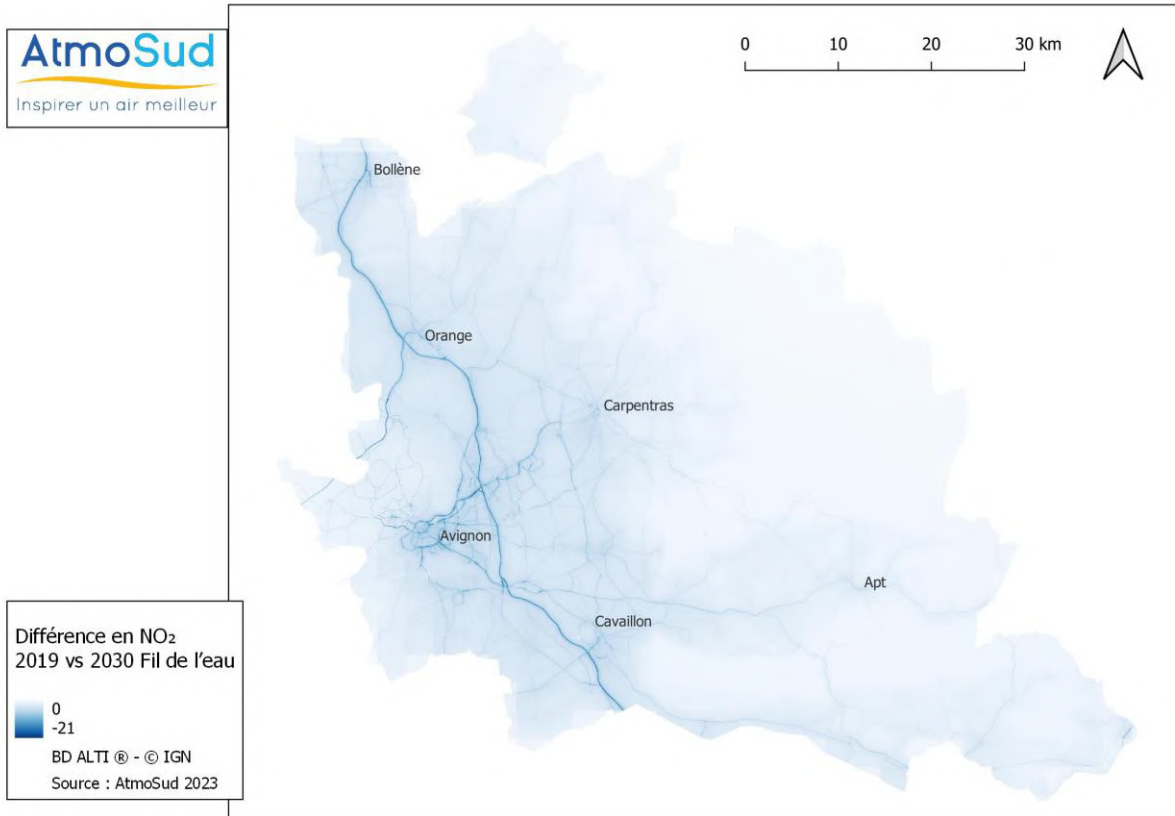 AtmoSud
Inspirer un air meilleur
0 10 20 30 km
Bollène
Orange
Carpentras
Avignon
Apt
Cavaillon
Différence en NO₂
2019 vs 2030 Fil de l'eau
0
-21
BD ALTI ® - © IGN
Source : AtmoSud 2023